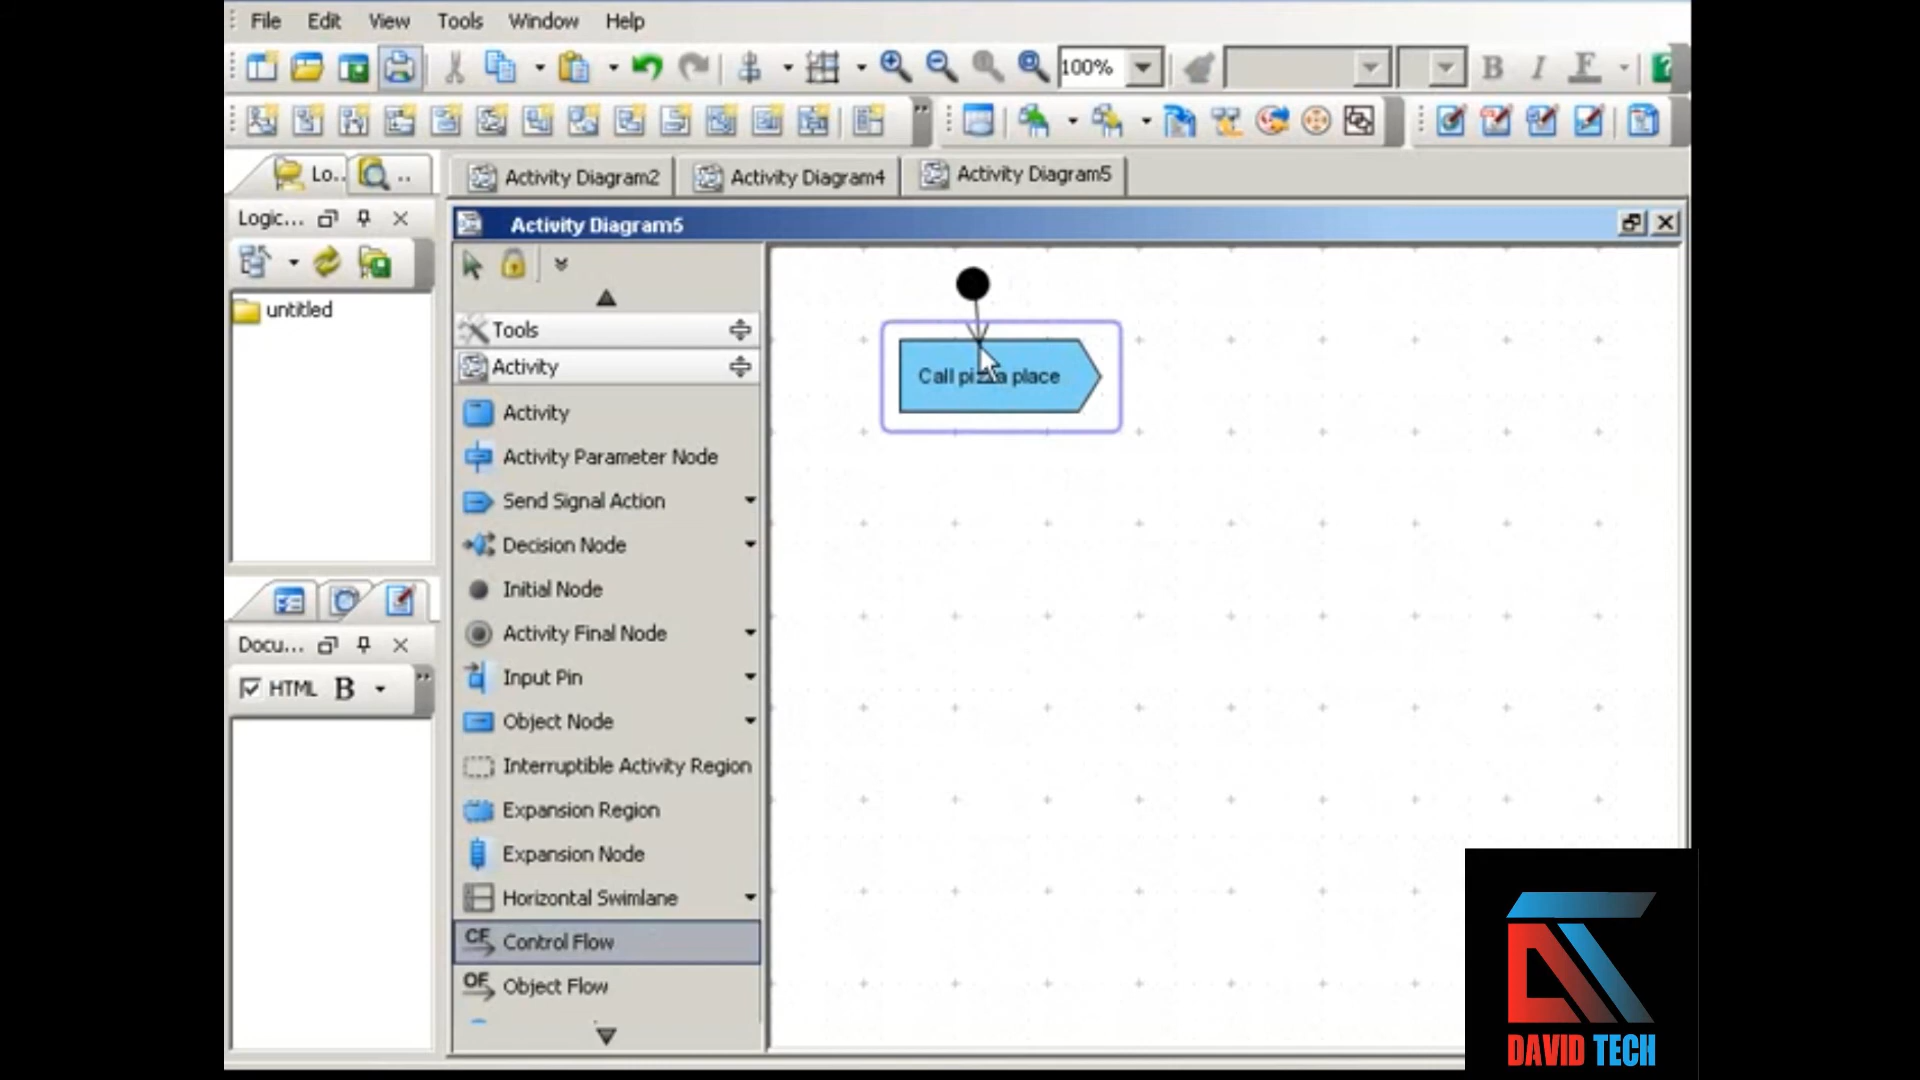 File Edit View Tools Window Help
100% B I F
Lo.. ..
Activity Diagram2 Activity Diagram4 Activity Diagram5
Logic...
Activity Diagram5
untitled
Tools
Activity
Activity
Activity Parameter Node
Send Signal Action
Decision Node
Initial Node
Activity Final Node
Input Pin
Object Node
Interruptible Activity Region
Expansion Region
Expansion Node
Horizontal Swimlane
CF Control Flow
OF Object Flow
Docu...
HTML B
Call pizza place
DAVID TECH